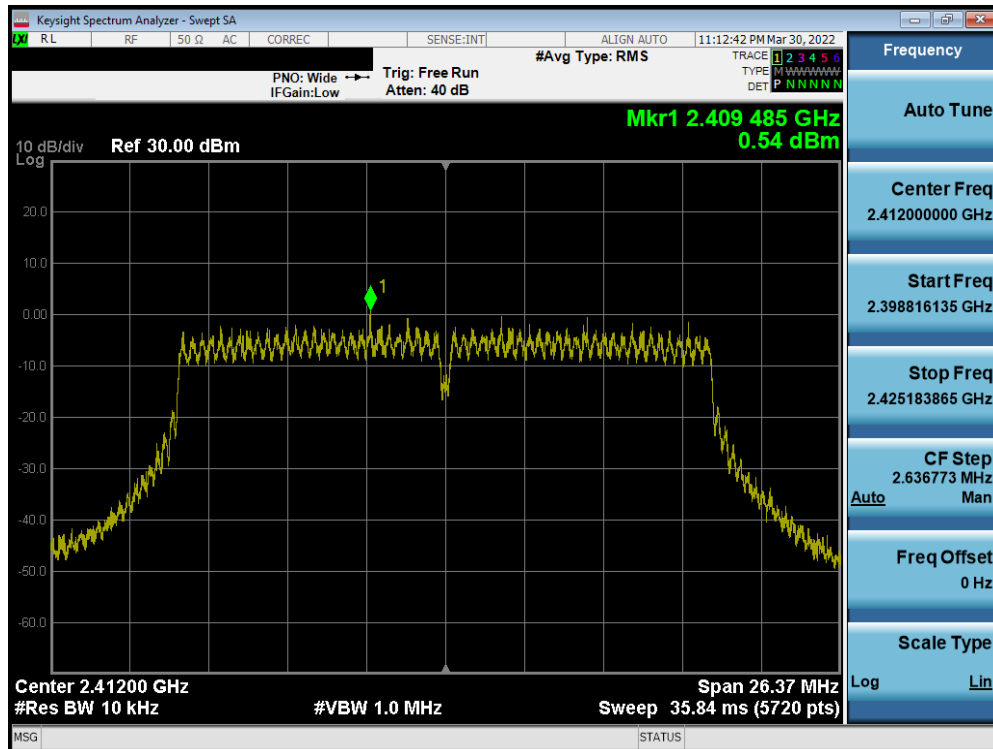 Keysight Spectrum Analyzer - Swept SA
LXI RL RF 50 Ω AC CORREC SENSE:INT ALIGN AUTO 11:12:42 PM Mar 30, 2022
#Avg Type: RMS
TRACE 1 2 3 4 5 6
TYPE M WWWWW
DET P N N N N N
PNO: Wide
IFGain:Low
Trig: Free Run
Atten: 40 dB
Mkr1 2.409 485 GHz
0.54 dBm
10 dB/div Ref 30.00 dBm
Log
20.0
10.0
0.00
-10.0
-20.0
-30.0
-40.0
-50.0
-60.0
1
Center 2.41200 GHz
Span 26.37 MHz
#Res BW 10 kHz
#VBW 1.0 MHz
Sweep 35.84 ms (5720 pts)
MSG
STATUS
Frequency
Auto Tune
Center Freq
2.412000000 GHz
Start Freq
2.398816135 GHz
Stop Freq
2.425183865 GHz
CF Step
2.636773 MHz
Auto Man
Freq Offset
0 Hz
Scale Type
Log Lin